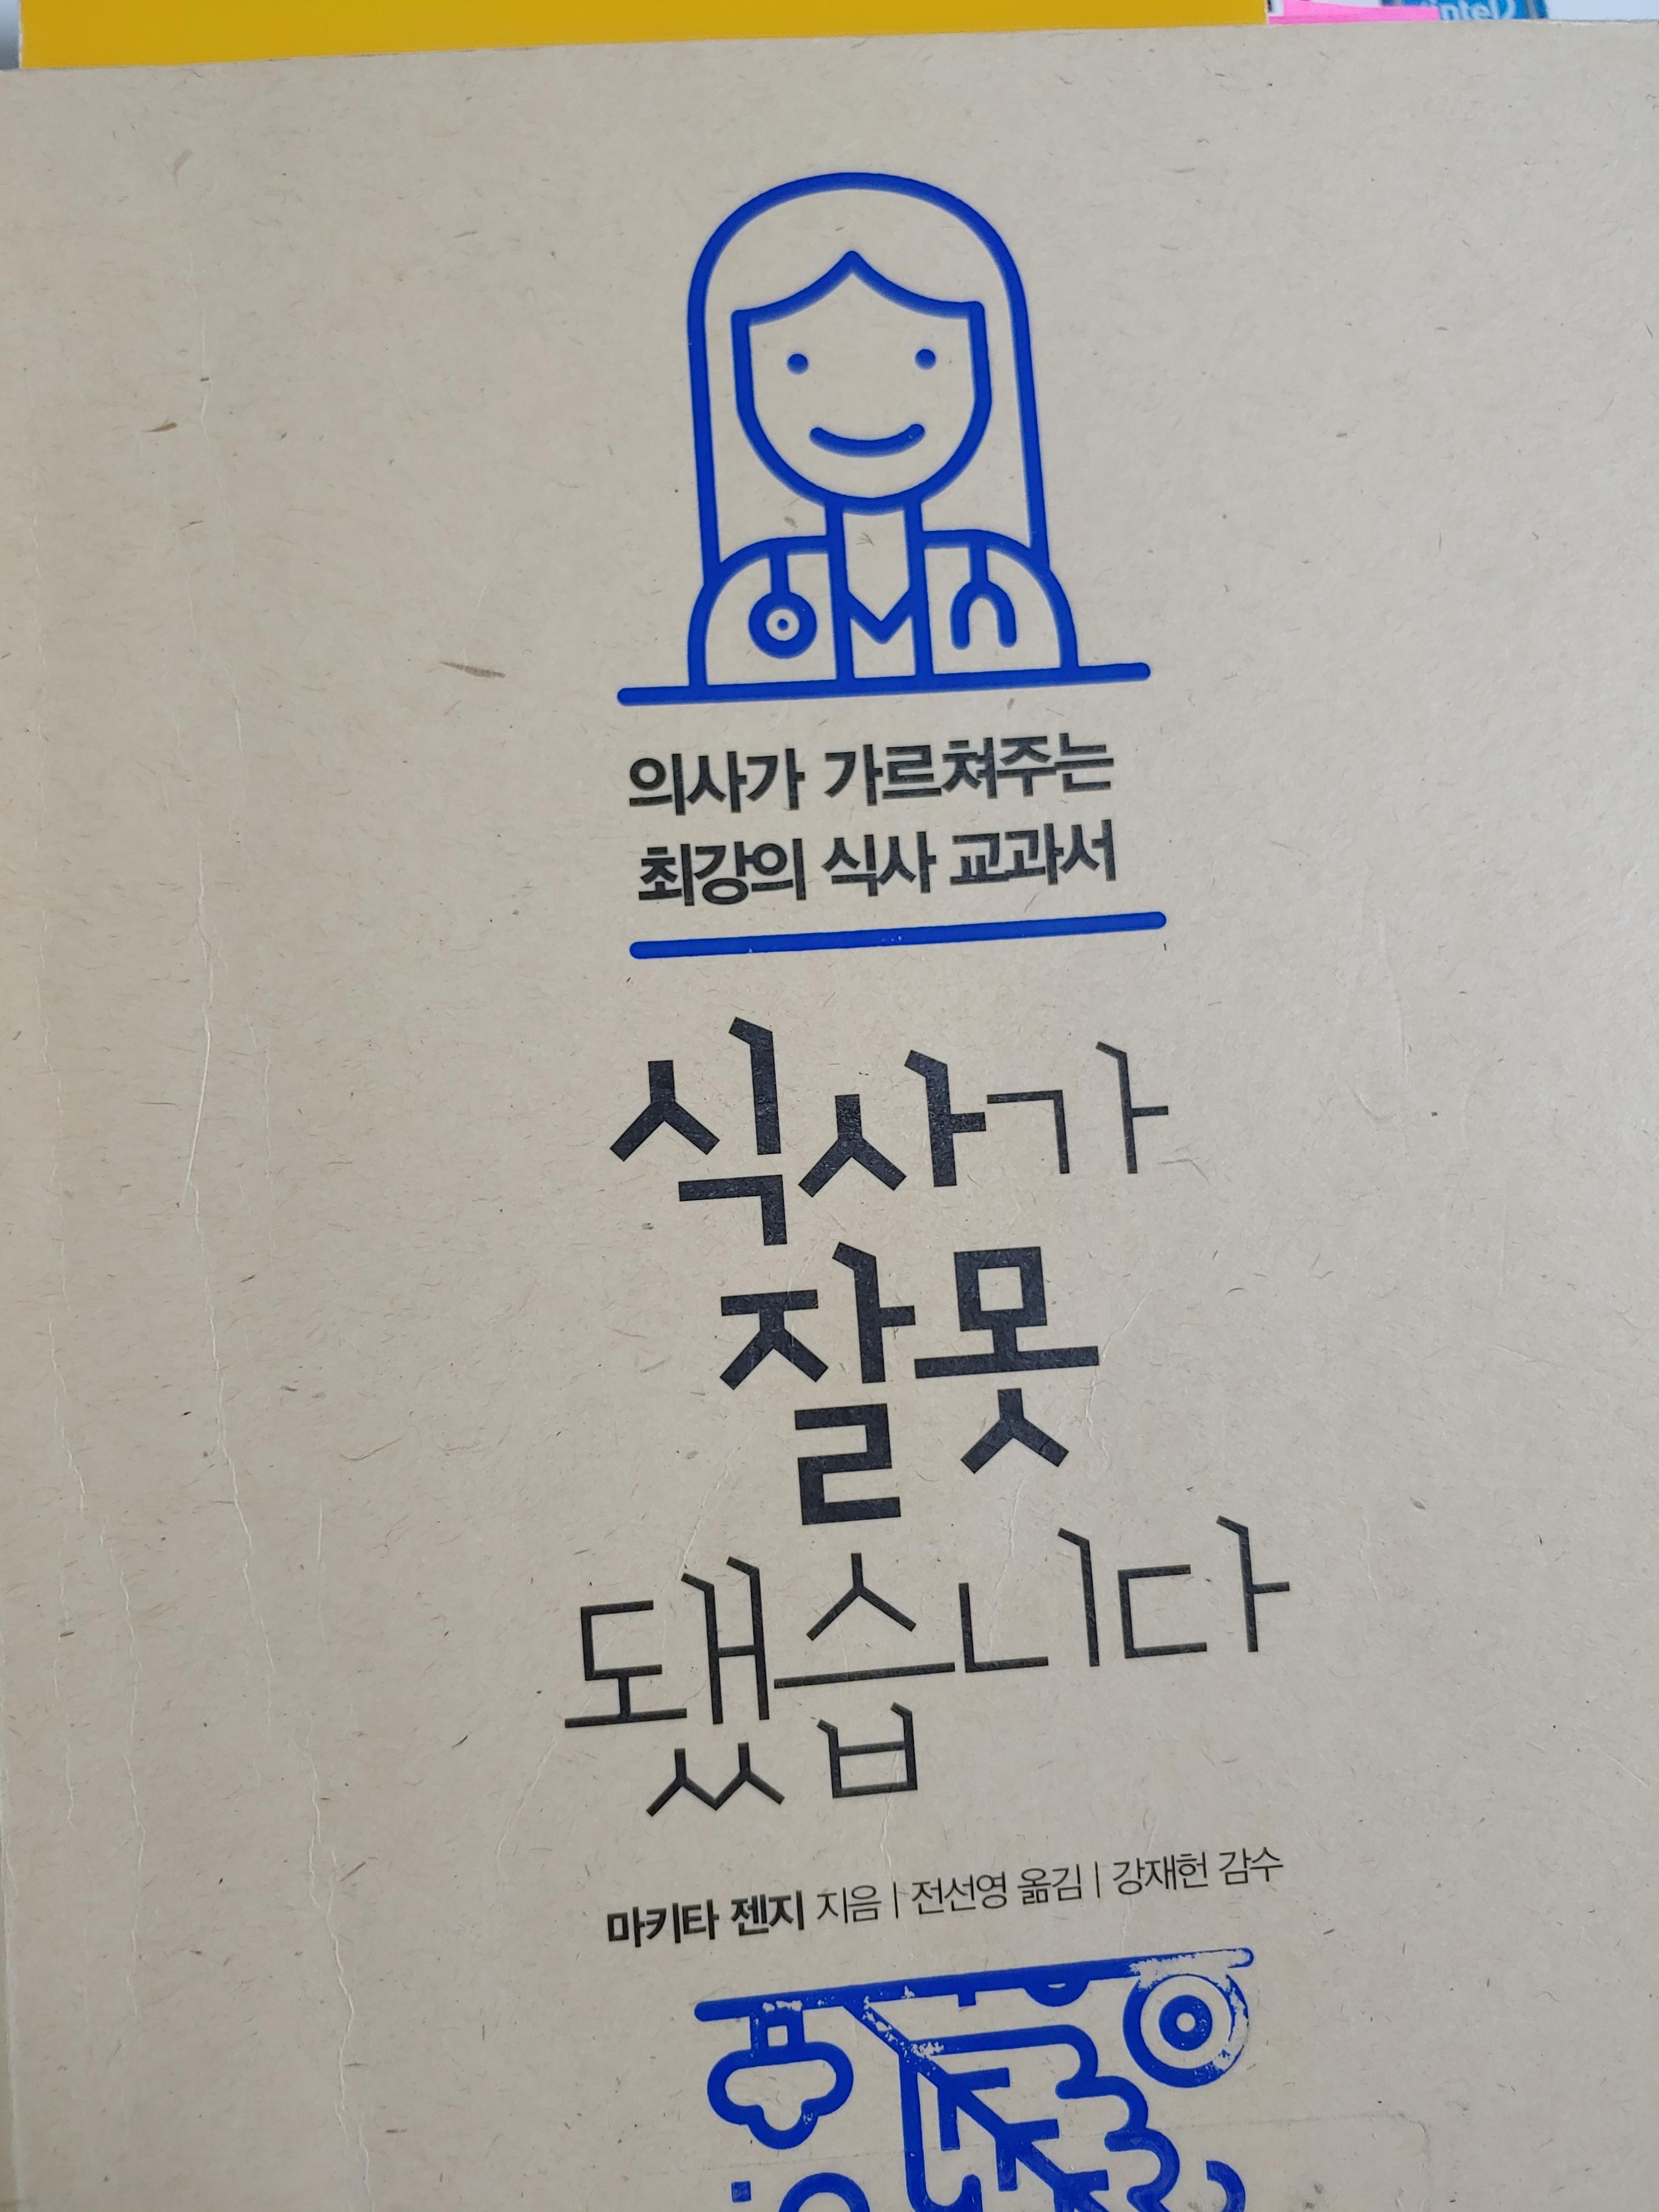 intel
의사가 가르쳐주는
최강의 식사 교과서
식사가
잘못
됐습니다
마키타 젠지 지음 | 전선영 옮김 | 강재헌 감수